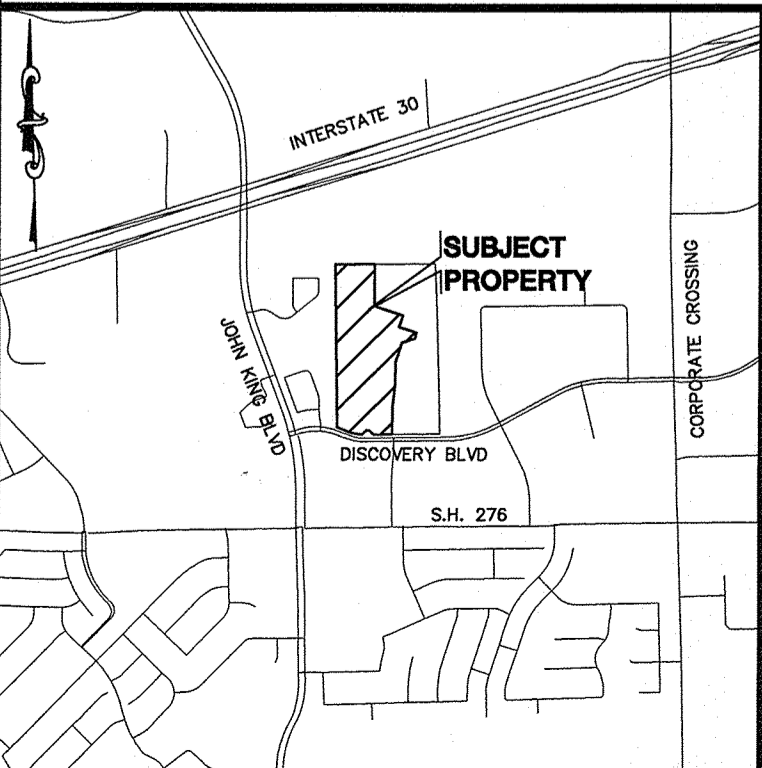 INTERSTATE 30
SUBJECT
PROPERTY
CORPORATE CROSSING
JOHN KING BLVD
DISCOVERY BLVD
S.H. 276